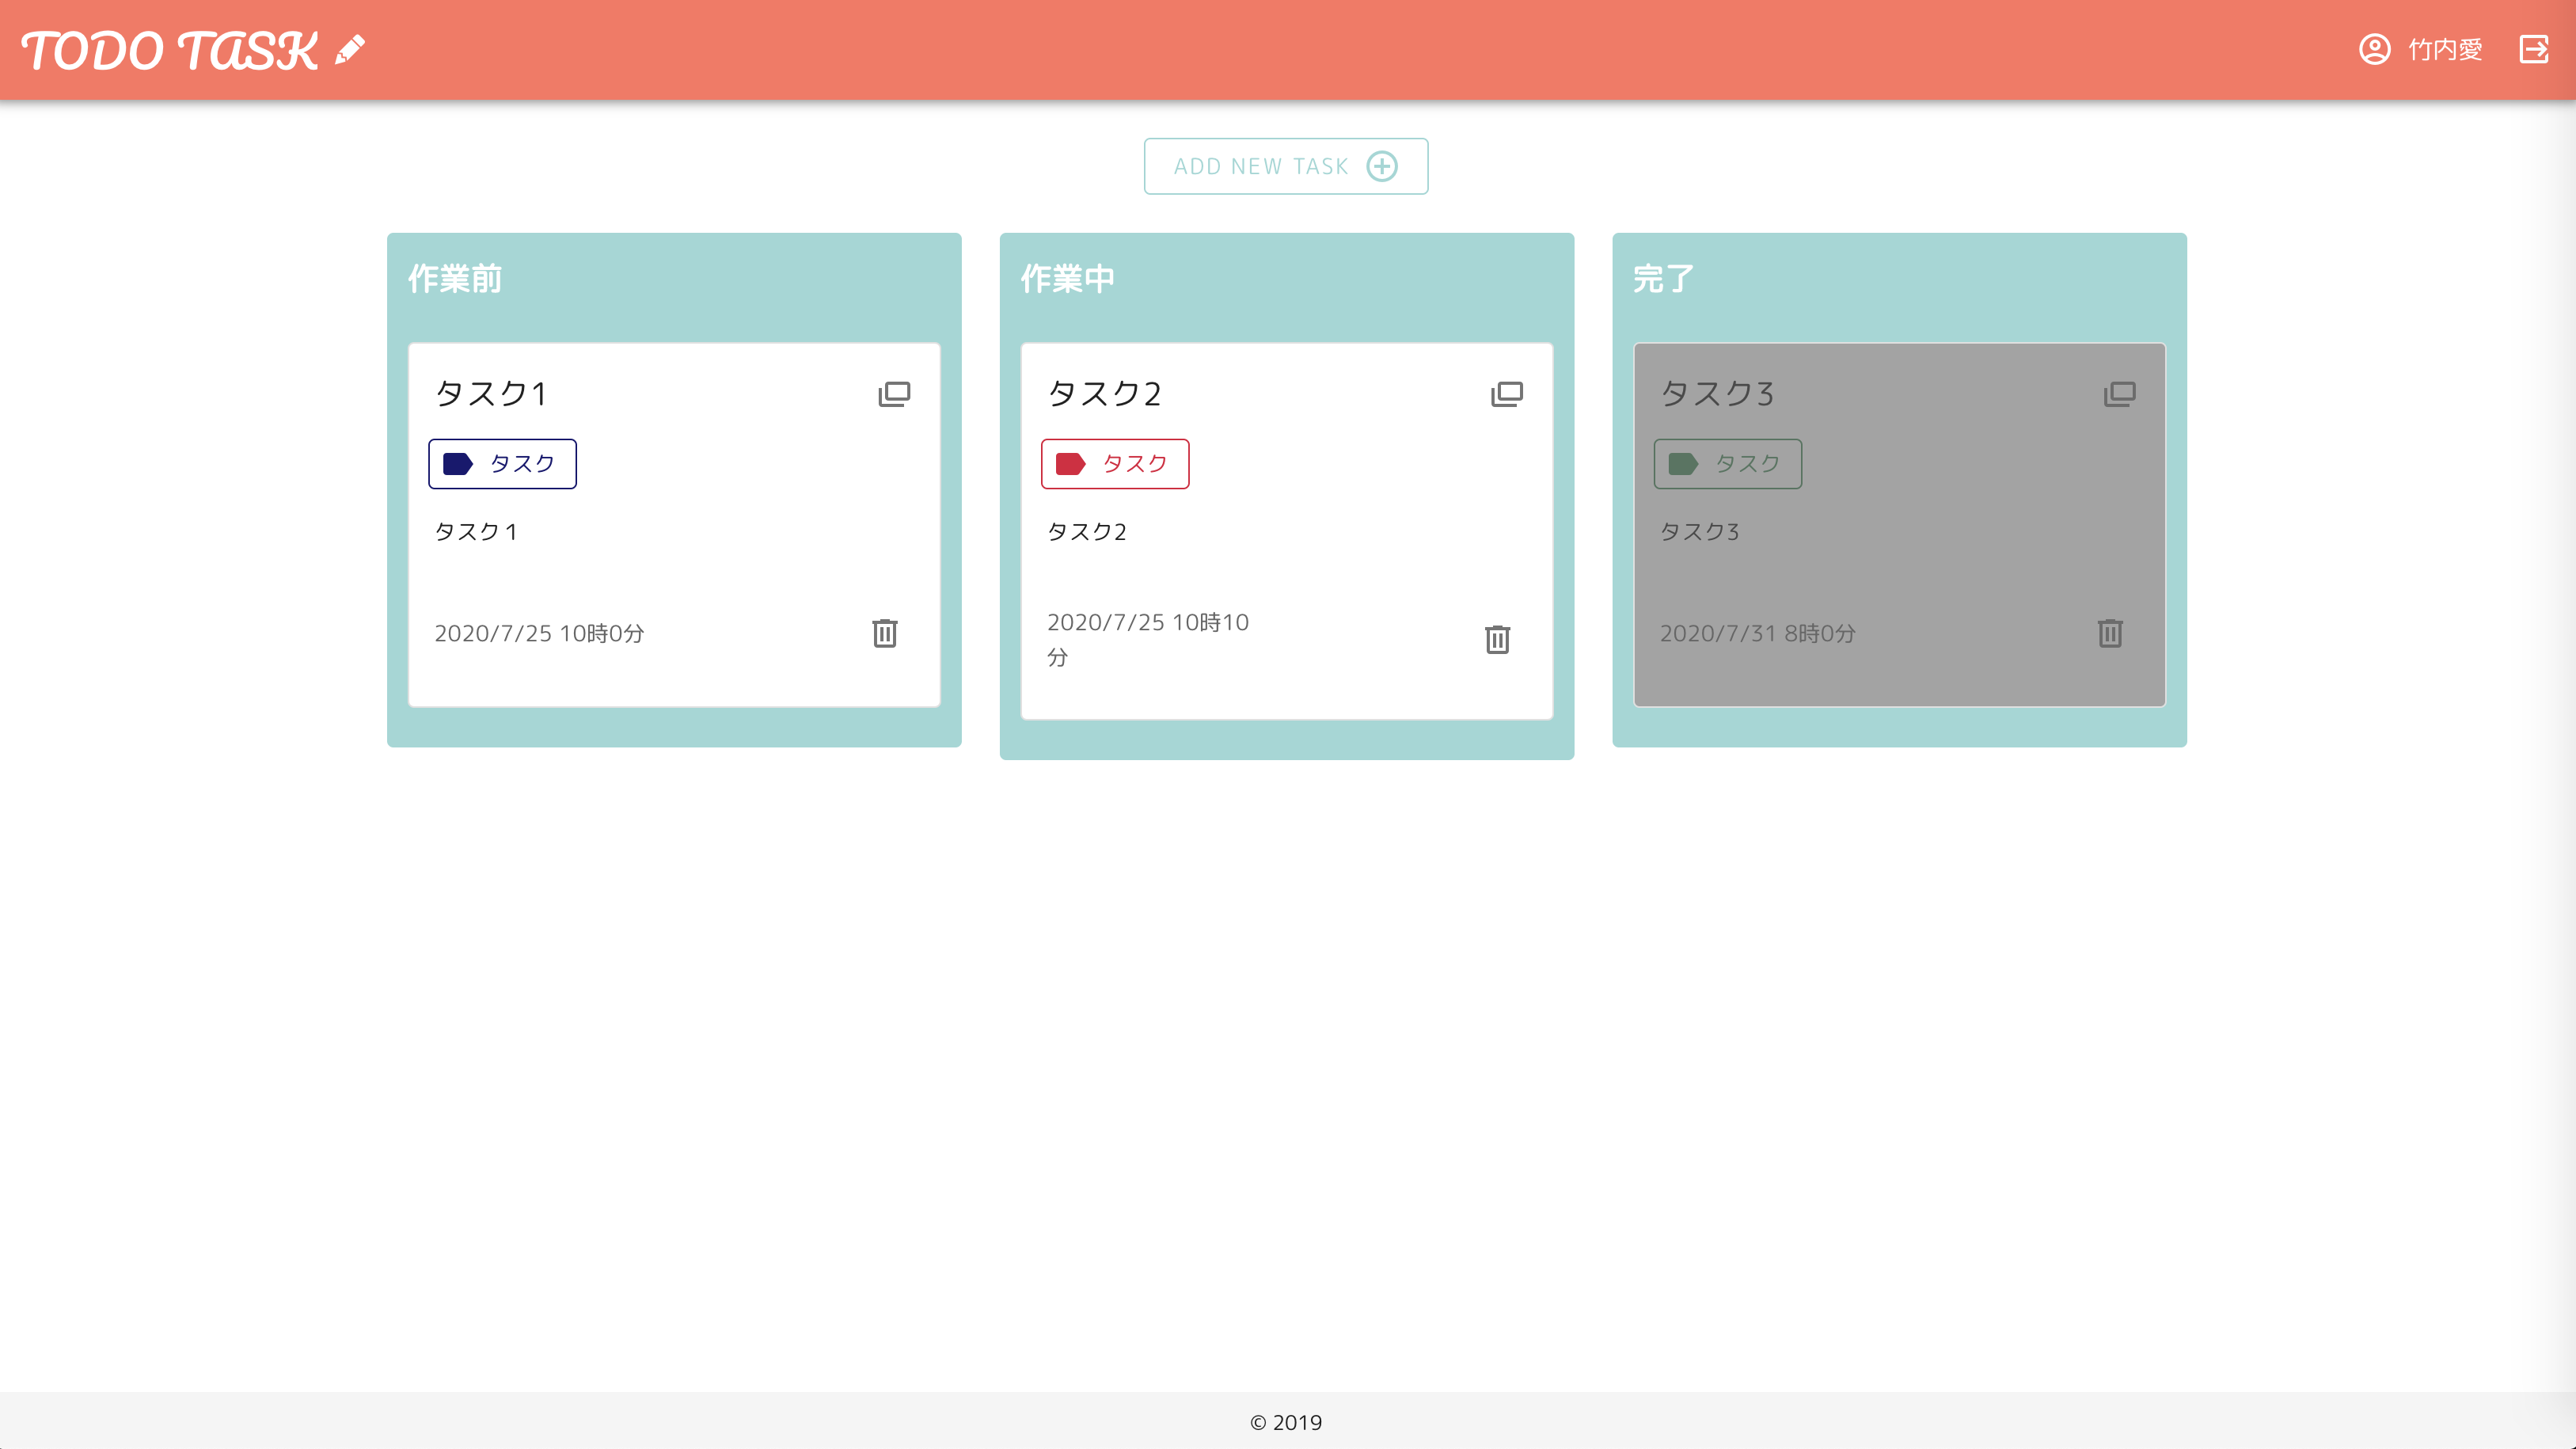 TODO TASK
竹内愛
ADD NEW TASK
作業前
タスク1
タスク
タスク１
2020/7/25 10時0分
作業中
タスク2
タスク
タスク2
2020/7/25 10時10
分
完了
タスク3
タスク
タスク3
2020/7/31 8時0分
© 2019